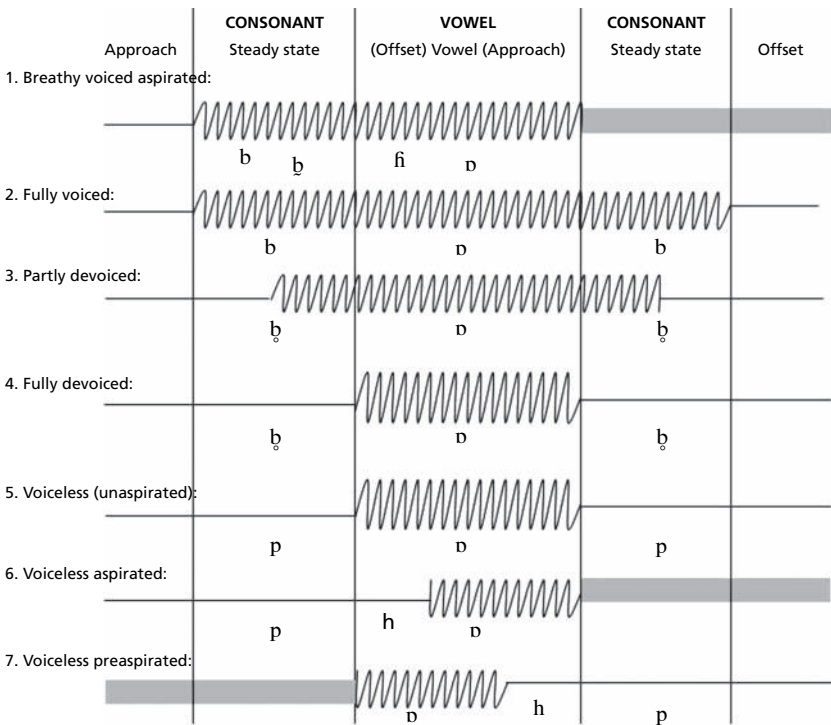 CONSONANT VOWEL CONSONANT
Approach Steady state (Offset) Vowel (Approach) Steady state Offset
1. Breathy voiced aspirated:
b b̤ ɦ ɒ
2. Fully voiced:
b ɒ b
3. Partly devoiced:
b̥ ɒ b̥
4. Fully devoiced:
b̥ ɒ b̥
5. Voiceless (unaspirated):
p ɒ p
6. Voiceless aspirated:
p h ɒ
7. Voiceless preaspirated:
ɒ h p